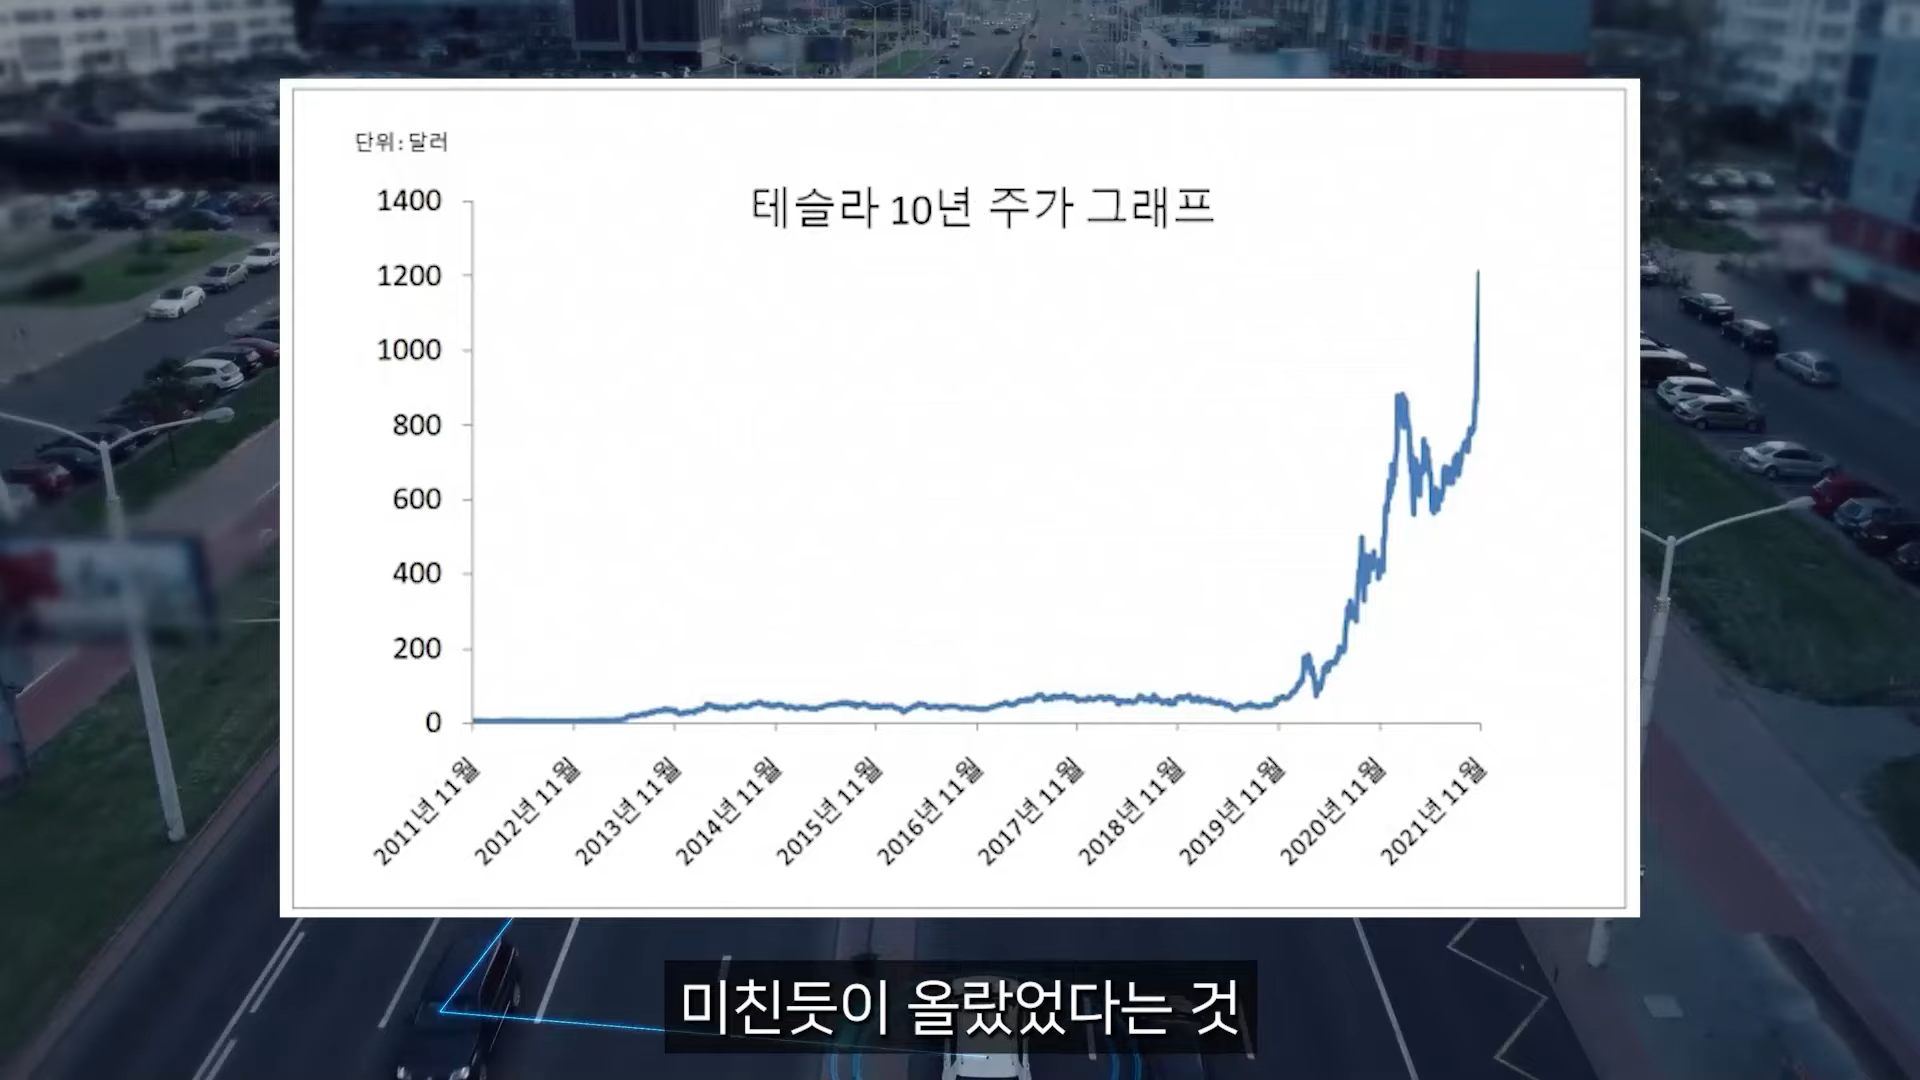 단위:달러
테슬라 10년 주가 그래프
1400
1200
1000
800
600
400
200
0
2011년 11월
2012년 11월
2013년 11월
2014년 11월
2015년 11월
2016년 11월
2017년 11월
2018년 11월
2019년 11월
2020년 11월
2021년 11월
미친듯이 올랐었다는 것